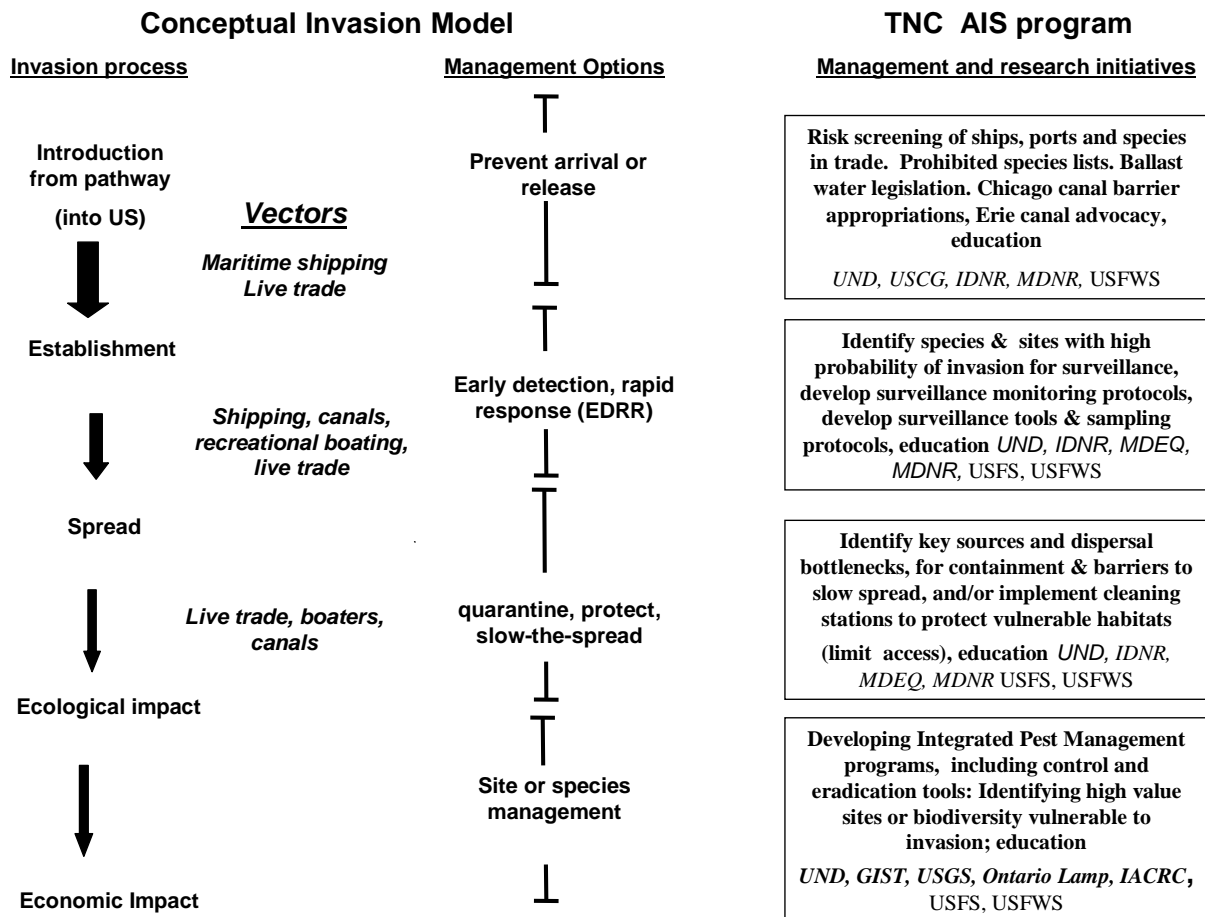 Conceptual Invasion Model
TNC AIS program
Invasion process
Management Options
Management and research initiatives
Introduction
from pathway
(into US)
Vectors
Maritime shipping
Live trade
Prevent arrival or
release
Risk screening of ships, ports and species
in trade. Prohibited species lists. Ballast
water legislation. Chicago canal barrier
appropriations, Erie canal advocacy,
education
UND, USCG, IDNR, MDNR, USFWS
Establishment
Shipping, canals,
recreational boating,
live trade
Early detection, rapid
response (EDRR)
Identify species & sites with high
probability of invasion for surveillance,
develop surveillance monitoring protocols,
develop surveillance tools & sampling
protocols, education UND, IDNR, MDEQ,
MDNR, USFS, USFWS
Spread
Live trade, boaters,
canals
quarantine, protect,
slow-the-spread
Identify key sources and dispersal
bottlenecks, for containment & barriers to
slow spread, and/or implement cleaning
stations to protect vulnerable habitats
(limit access), education UND, IDNR,
MDEQ, MDNR USFS, USFWS
Ecological impact
Site or species
management
Developing Integrated Pest Management
programs, including control and
eradication tools: Identifying high value
sites or biodiversity vulnerable to
invasion; education
UND, GIST, USGS, Ontario Lamp, IACRC,
USFS, USFWS
Economic Impact